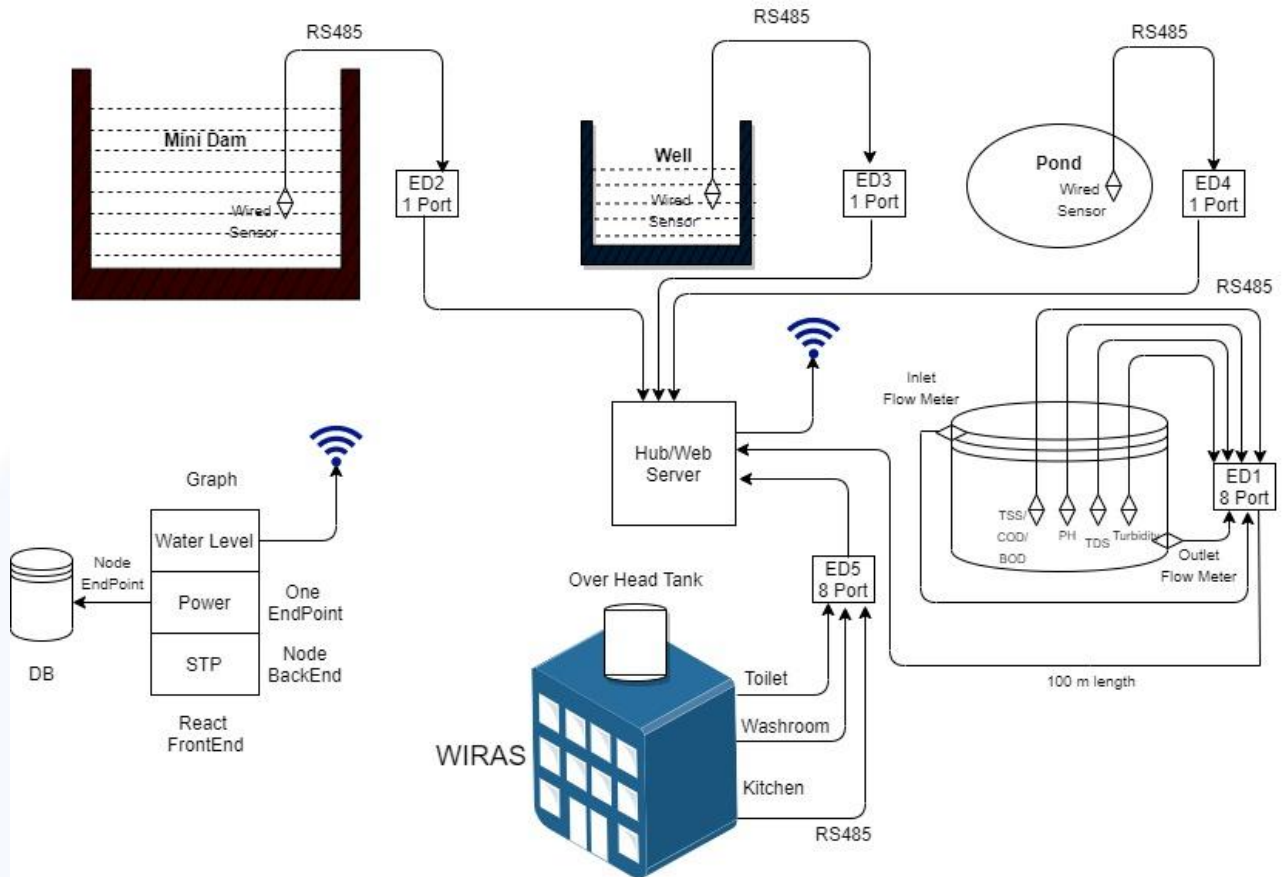 RS485
RS485
RS485
Mini Dam
Wired
Sensor
ED2
1 Port
Well
Wired
Sensor
ED3
1 Port
Pond
Wired
Sensor
ED4
1 Port
RS485
Inlet
Flow Meter
Hub/Web
Server
ED1
8 Port
TSS/
COD/
BOD
PH
TDS
Turbidity
Outlet
Flow Meter
100 m length
Graph
Water Level
Power
STP
Node
EndPoint
One
EndPoint
Node
BackEnd
DB
React
FrontEnd
Over Head Tank
ED5
8 Port
Toilet
Washroom
Kitchen
RS485
WIRAS